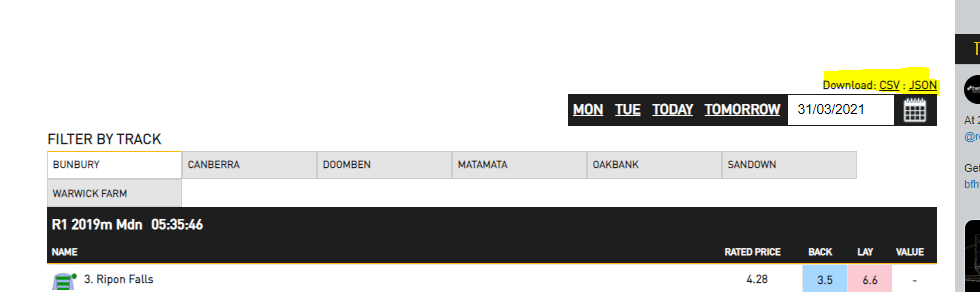 Download: CSV : JSON
MON TUE TODAY TOMORROW 31/03/2021
FILTER BY TRACK
BUNBURY CANBERRA DOOMBEN MATAMATA OAKBANK SANDOWN
WARWICK FARM
R1 2019m Mdn 05:35:46
NAME RATED PRICE BACK LAY VALUE
3. Ripon Falls 4.28 3.5 6.6 -
T
At 2
@re
Get
bfh